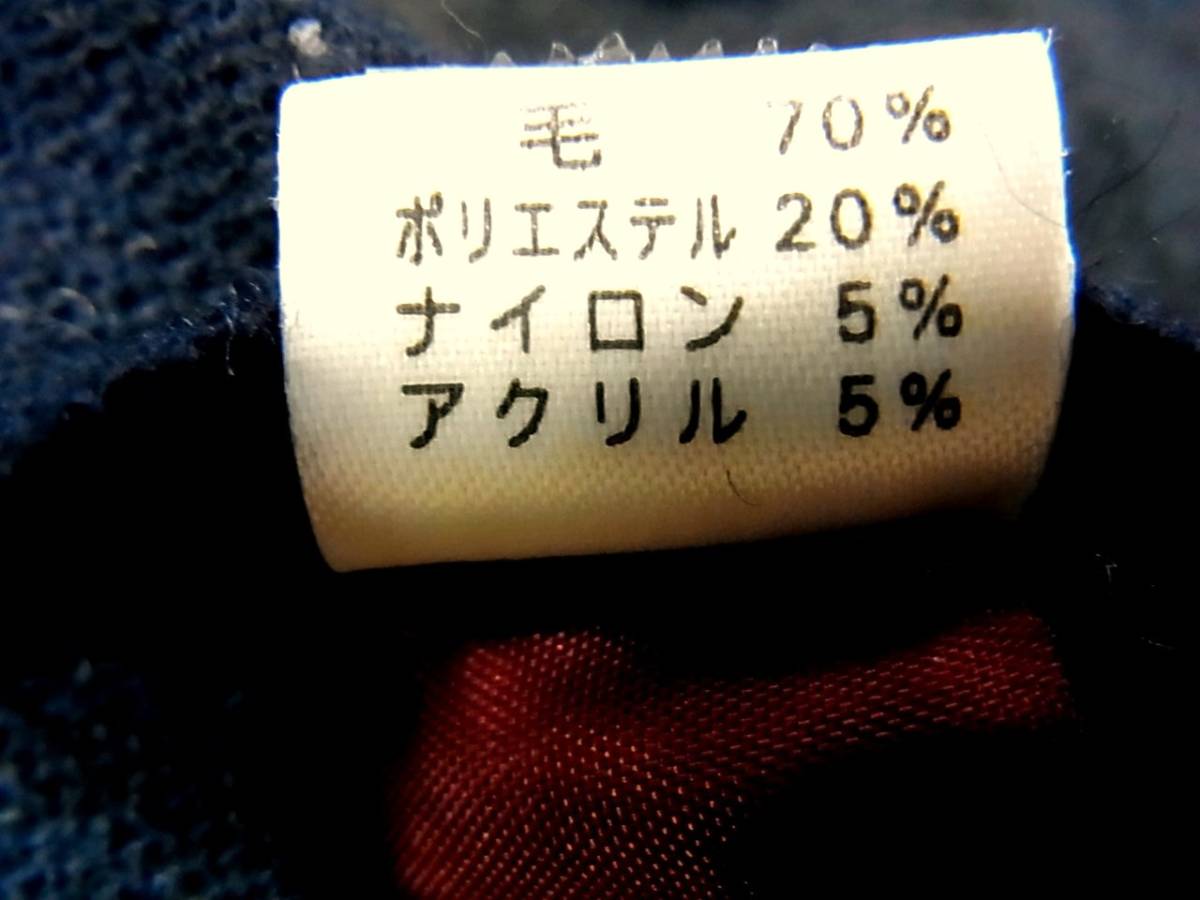 毛 70%
ポリエステル 20%
ナイロン 5%
アクリル 5%